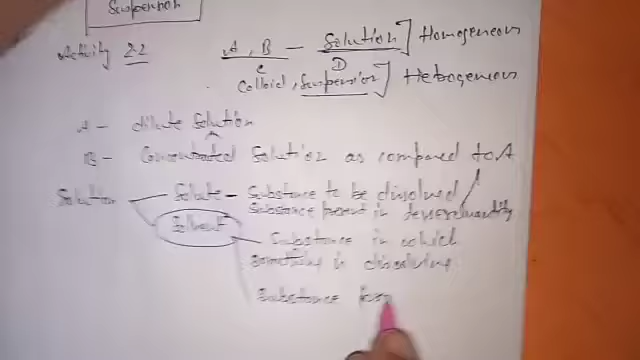 Suspension
Activity 2.2
A, B — Solution] Homogeneous
C D
Colloid, Suspension] Hetrogeneous
A — dilute Solution
B — Concentrated Solution as compared to A
Solution — Solute — Substance to be dissolved
Substance present in lesser quantity
Solvent
Substance in which
something is dissolving
Substance